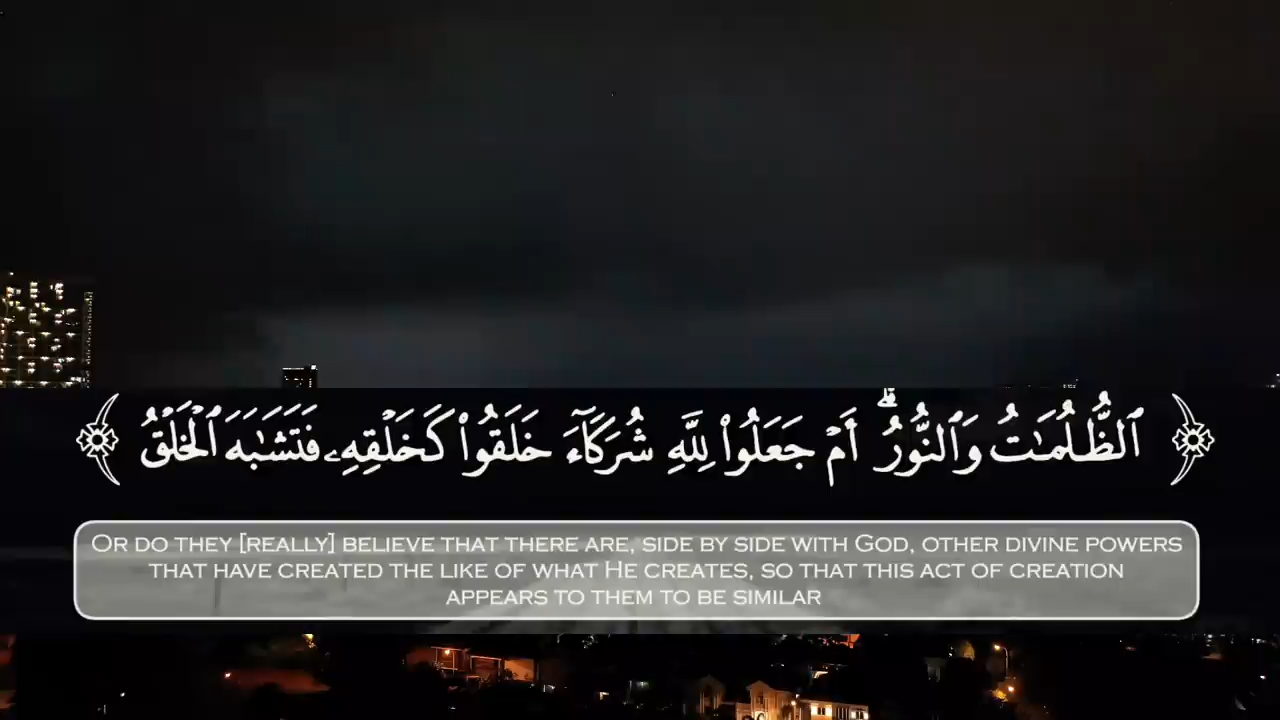 ٱلظُّلُمَـٰتُ وَٱلنُّورُ ۗ أَمْ جَعَلُوا۟ لِلَّهِ شُرَكَآءَ خَلَقُوا۟ كَخَلْقِهِۦ فَتَشَـٰبَهَ ٱلْخَلْقُ
OR DO THEY [REALLY] BELIEVE THAT THERE ARE, SIDE BY SIDE WITH GOD, OTHER DIVINE POWERS
THAT HAVE CREATED THE LIKE OF WHAT HE CREATES, SO THAT THIS ACT OF CREATION
APPEARS TO THEM TO BE SIMILAR